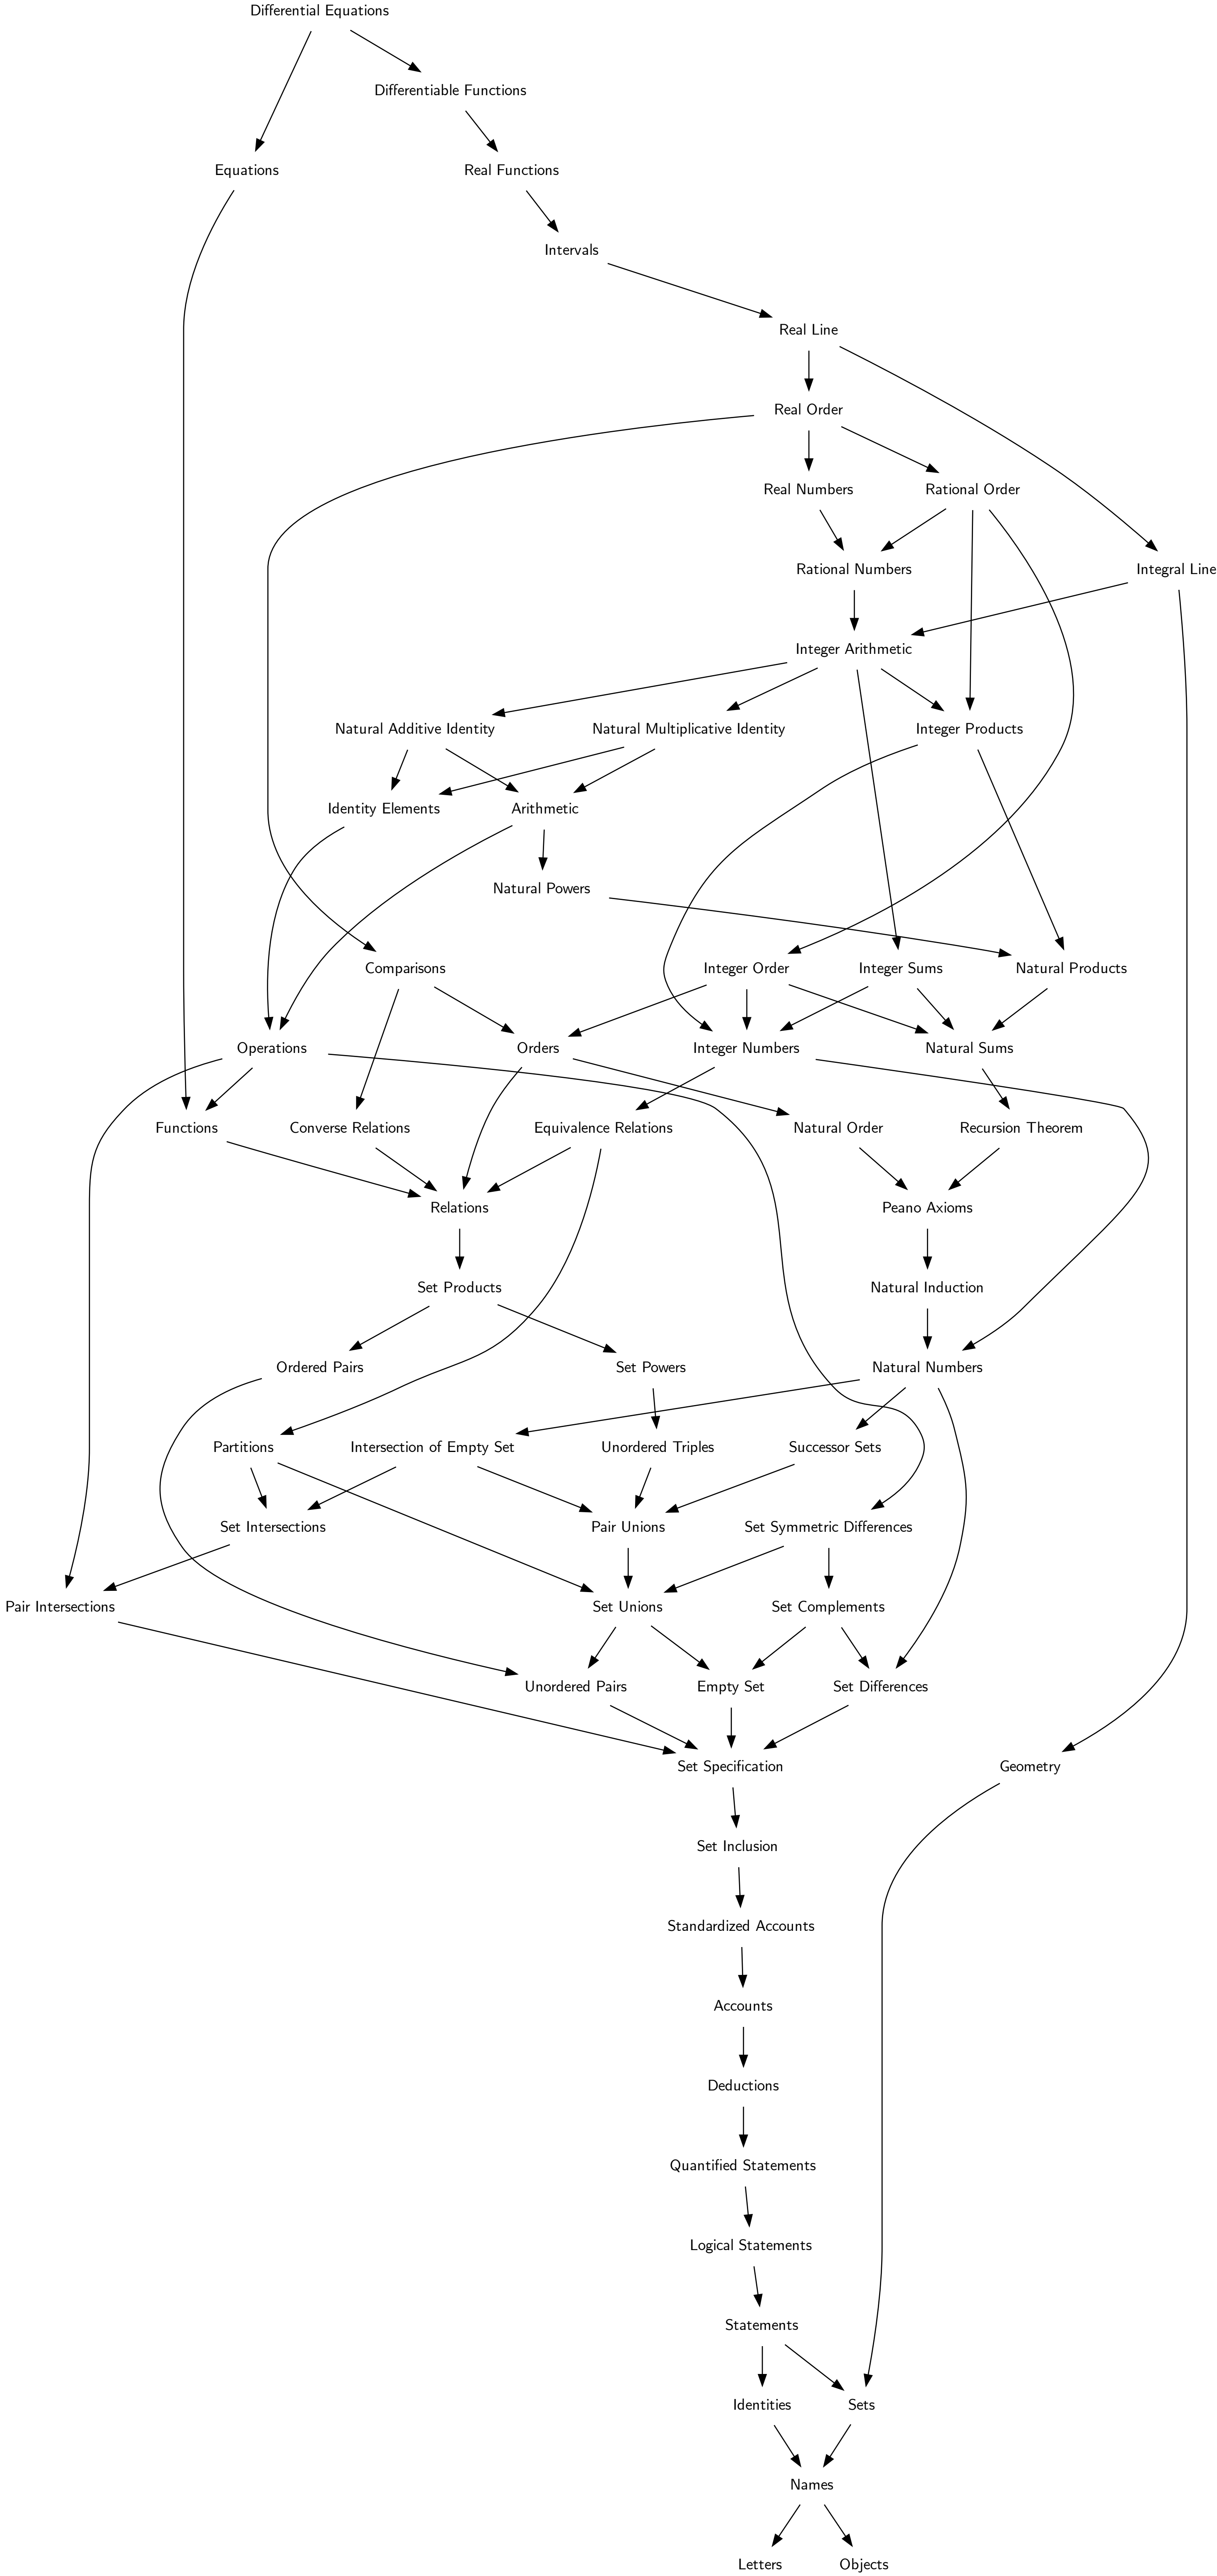 Differential Equations
Differentiable Functions
Equations
Real Functions
Intervals
Real Line
Real Order
Real Numbers
Rational Order
Rational Numbers
Integral Line
Integer Arithmetic
Natural Additive Identity
Natural Multiplicative Identity
Integer Products
Identity Elements
Arithmetic
Natural Powers
Comparisons
Integer Order
Integer Sums
Natural Products
Operations
Orders
Integer Numbers
Natural Sums
Functions
Converse Relations
Equivalence Relations
Natural Order
Recursion Theorem
Relations
Peano Axioms
Set Products
Natural Induction
Ordered Pairs
Set Powers
Natural Numbers
Partitions
Intersection of Empty Set
Unordered Triples
Successor Sets
Set Intersections
Pair Unions
Set Symmetric Differences
Pair Intersections
Set Unions
Set Complements
Unordered Pairs
Empty Set
Set Differences
Set Specification
Geometry
Set Inclusion
Standardized Accounts
Accounts
Deductions
Quantified Statements
Logical Statements
Statements
Identities
Sets
Names
Letters
Objects